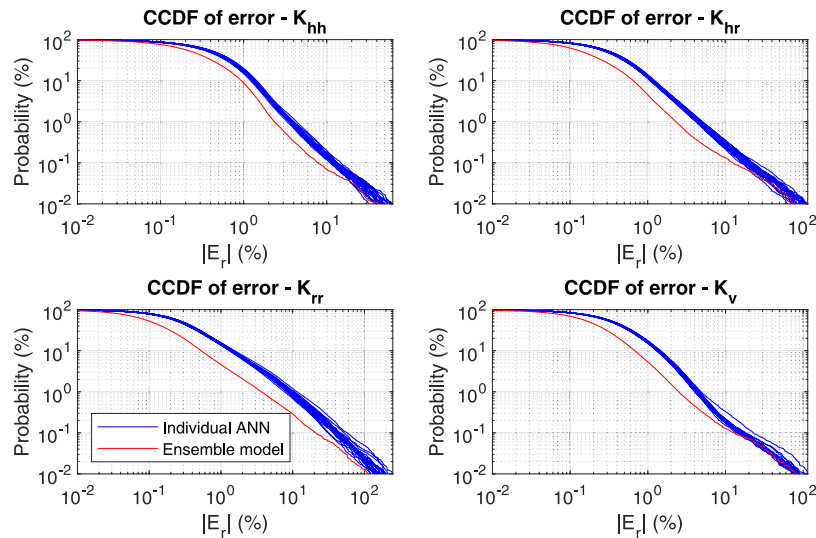 CCDF of error - K_hh
Probability (%)
10^2
10^1
10^0
10^-1
10^-2
10^-2 10^-1 10^0 10^1
|E_r| (%)
CCDF of error - K_hr
Probability (%)
10^2
10^1
10^0
10^-1
10^-2
10^-2 10^-1 10^0 10^1 10^2
|E_r| (%)
CCDF of error - K_rr
Probability (%)
10^2
10^1
10^0
10^-1
10^-2
Individual ANN
Ensemble model
10^-2 10^-1 10^0 10^1 10^2
|E_r| (%)
CCDF of error - K_v
Probability (%)
10^2
10^1
10^0
10^-1
10^-2
10^-2 10^-1 10^0 10^1 10^2
|E_r| (%)